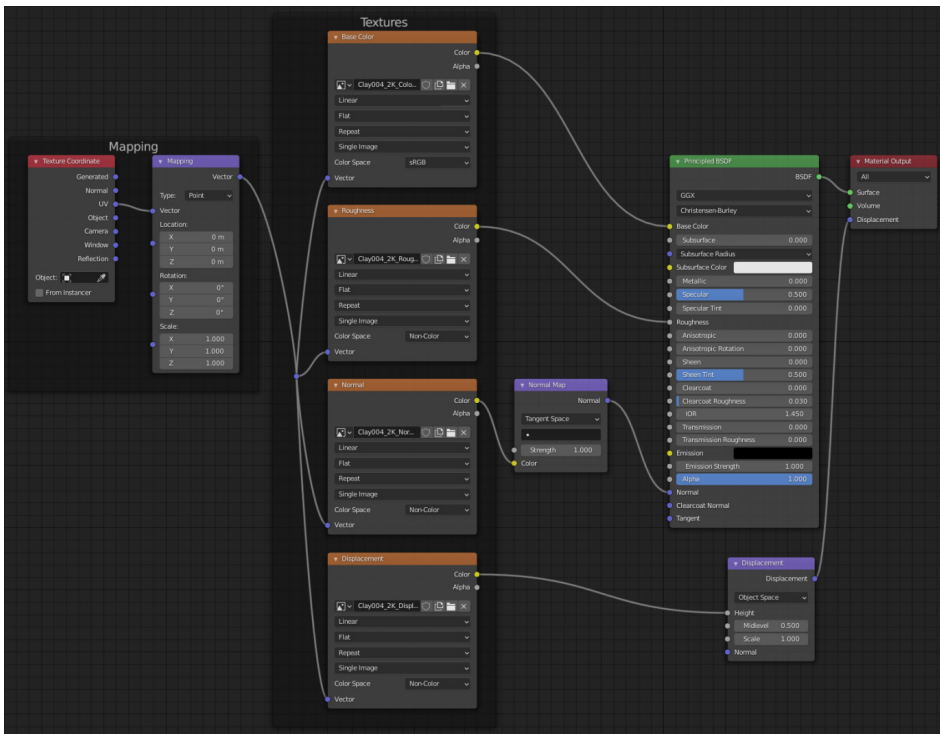 Mapping
Texture Coordinate
Generated
Normal
UV
Object
Camera
Window
Reflection
Object:
From Instancer
Mapping
Vector
Type: Point
Vector
Location:
X 0 m
Y 0 m
Z 0 m
Rotation:
X 0°
Y 0°
Z 0°
Scale:
X 1.000
Y 1.000
Z 1.000
Textures
Base Color
Color
Alpha
Clay004_2K_Colo...
Linear
Flat
Repeat
Single Image
Color Space sRGB
Vector
Roughness
Color
Alpha
Clay004_2K_Roug...
Linear
Flat
Repeat
Single Image
Color Space Non-Color
Vector
Normal
Color
Alpha
Clay004_2K_Nor...
Linear
Flat
Repeat
Single Image
Color Space Non-Color
Vector
Displacement
Color
Alpha
Clay004_2K_Displ...
Linear
Flat
Repeat
Single Image
Color Space Non-Color
Vector
Normal Map
Normal
Tangent Space
Strength 1.000
Color
Principled BSDF
BSDF
GGX
Christensen-Burley
Base Color
Subsurface 0.000
Subsurface Radius
Subsurface Color
Metallic 0.000
Specular 0.500
Specular Tint 0.000
Roughness
Anisotropic 0.000
Anisotropic Rotation 0.000
Sheen 0.000
Sheen Tint 0.500
Clearcoat 0.000
Clearcoat Roughness 0.030
IOR 1.450
Transmission 0.000
Transmission Roughness 0.000
Emission
Emission Strength 1.000
Alpha 1.000
Normal
Clearcoat Normal
Tangent
Displacement
Displacement
Object Space
Height
Midlevel 0.500
Scale 1.000
Normal
Material Output
All
Surface
Volume
Displacement